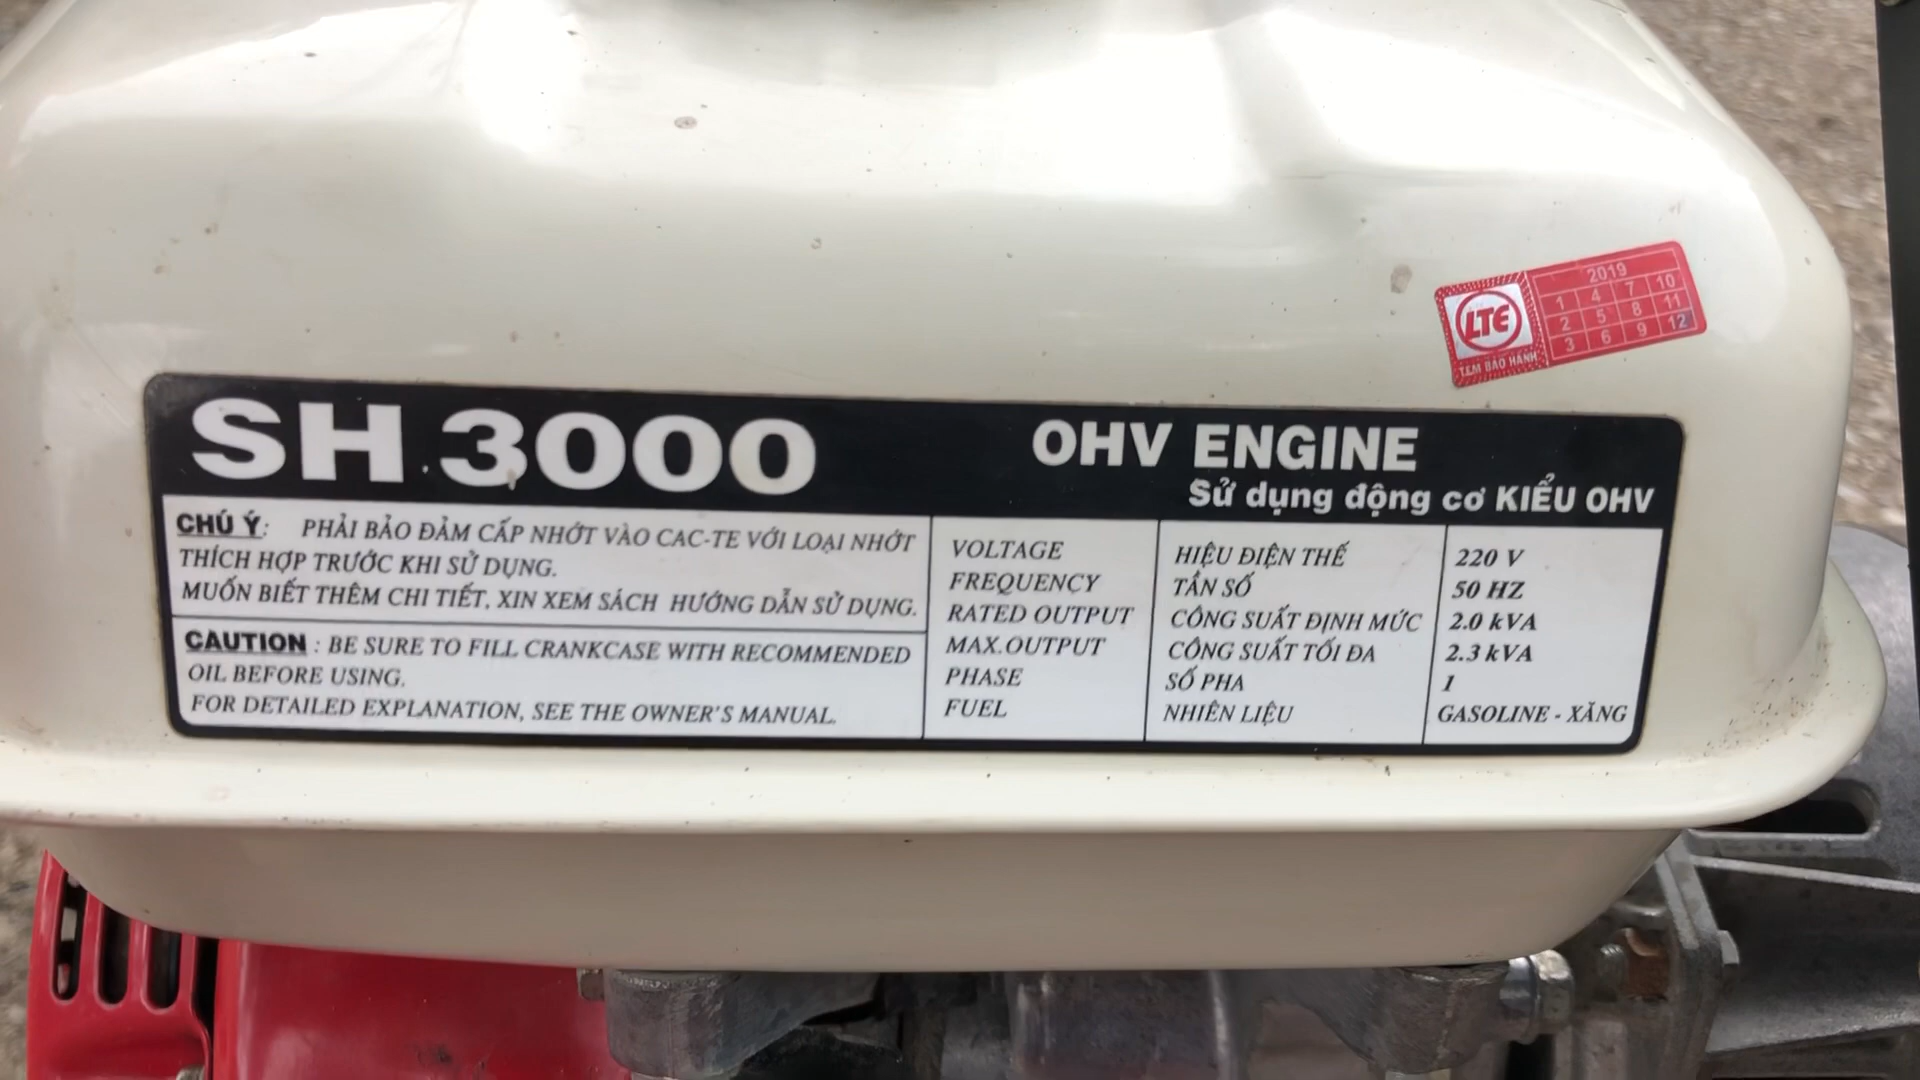 2019
1 4 7 10
2 5 8 11
3 6 9 12
LTE
TEM BẢO HÀNH
SH 3000
OHV ENGINE
Sử dụng động cơ KIỂU OHV
CHÚ Ý: PHẢI BẢO ĐẢM CẤP NHỚT VÀO CAC-TE VỚI LOẠI NHỚT
THÍCH HỢP TRƯỚC KHI SỬ DỤNG.
MUỐN BIẾT THÊM CHI TIẾT, XIN XEM SÁCH HƯỚNG DẪN SỬ DỤNG.
CAUTION : BE SURE TO FILL CRANKCASE WITH RECOMMENDED
OIL BEFORE USING.
FOR DETAILED EXPLANATION, SEE THE OWNER'S MANUAL.
VOLTAGE HIỆU ĐIỆN THẾ 220 V
FREQUENCY TẦN SỐ 50 HZ
RATED OUTPUT CÔNG SUẤT ĐỊNH MỨC 2.0 kVA
MAX.OUTPUT CÔNG SUẤT TỐI ĐA 2.3 kVA
PHASE SỐ PHA 1
FUEL NHIÊN LIỆU GASOLINE - XĂNG